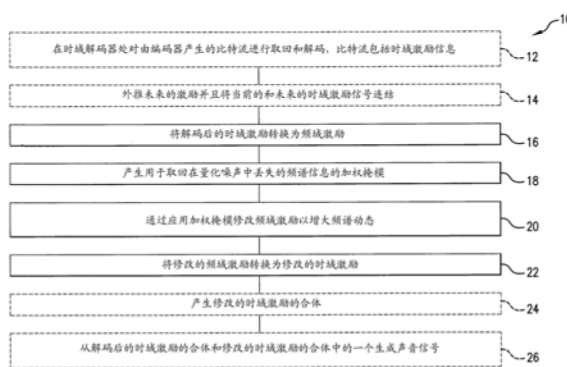 10
在时域解码器处对由编码器产生的比特流进行取回和解码，比特流包括时域激励信息
12
外推未来的激励并且将当前的和未来的时域激励信号连结
14
将解码后的时域激励转换为频域激励
16
产生用于取回在量化噪声中丢失的频谱信息的加权掩模
18
通过应用加权掩模修改频域激励以增大频谱动态
20
将修改的频域激励转换为修改的时域激励
22
产生修改的时域激励的合体
24
从解码后的时域激励的合体和修改的时域激励的合体中的一个生成声音信号
26